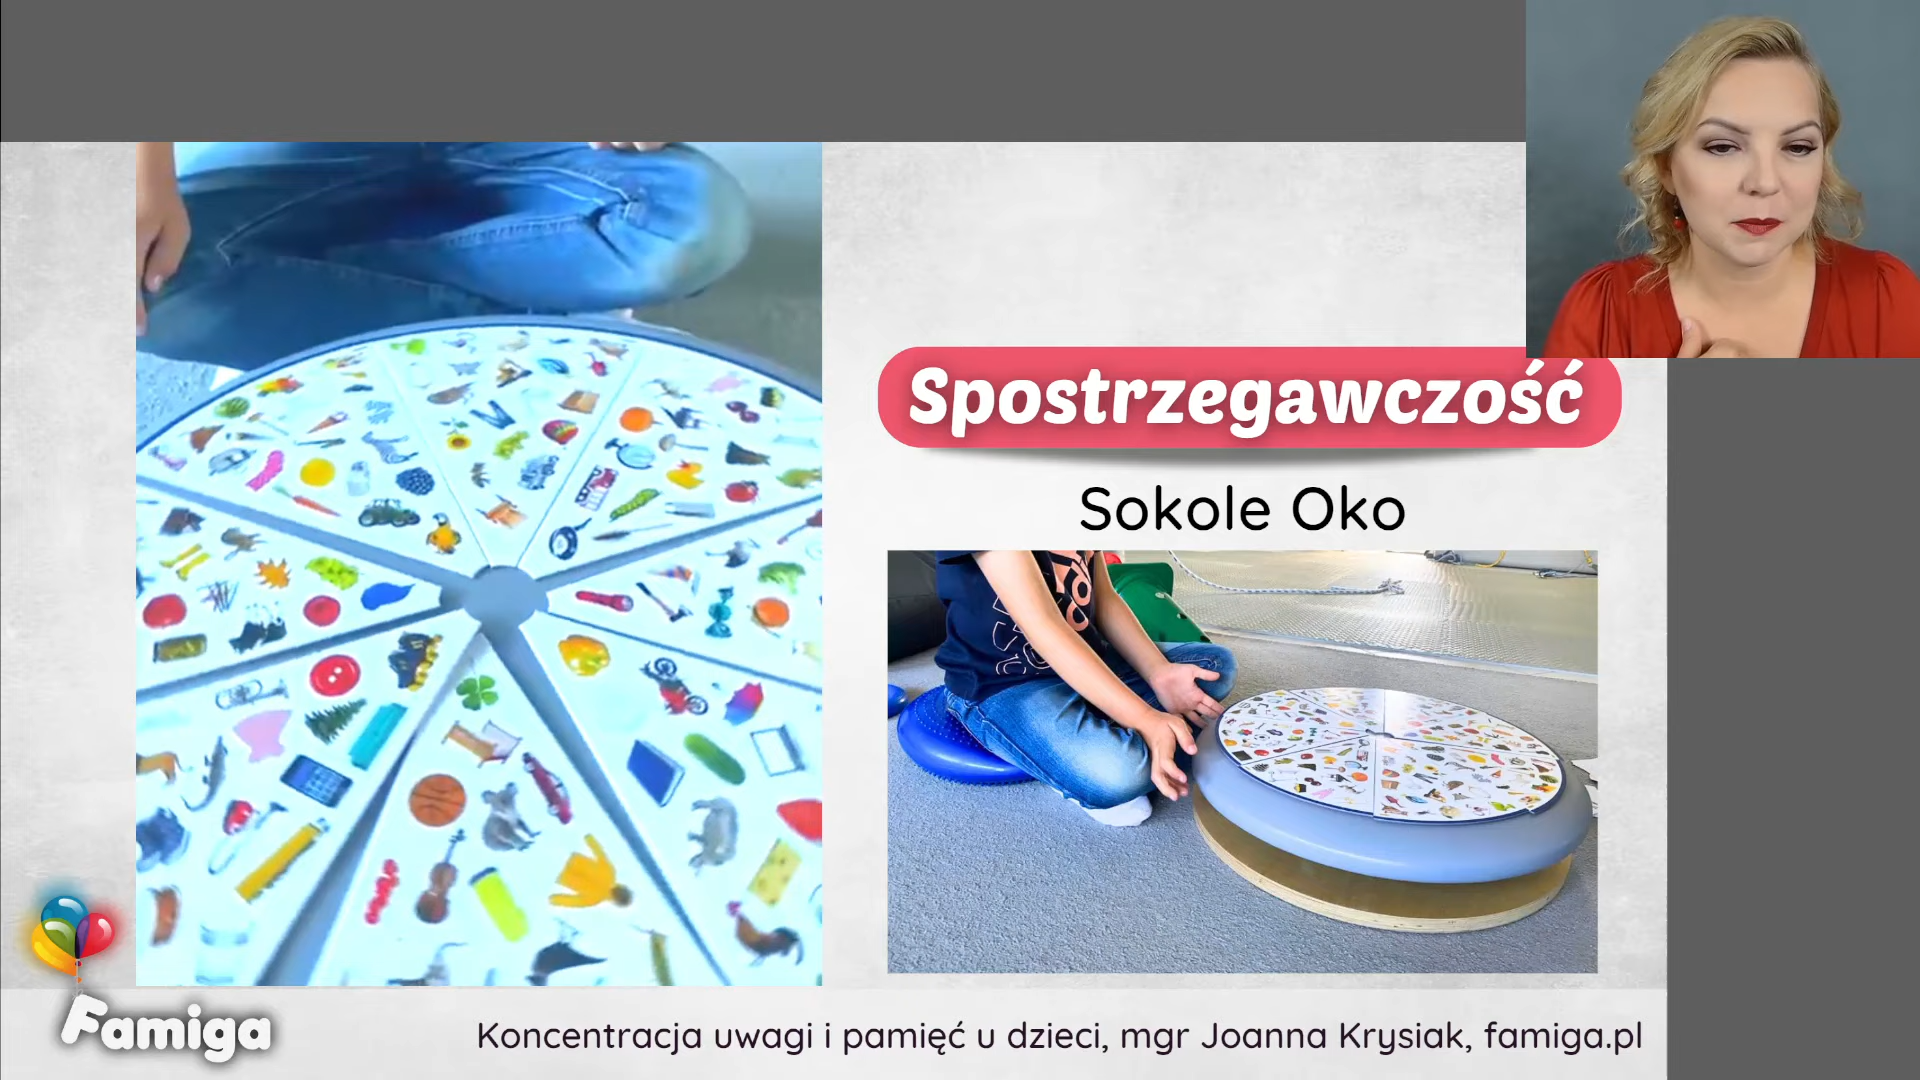 Spostrzegawczość
Sokole Oko
Famiga
Koncentracja uwagi i pamięć u dzieci, mgr Joanna Krysiak, famiga.pl